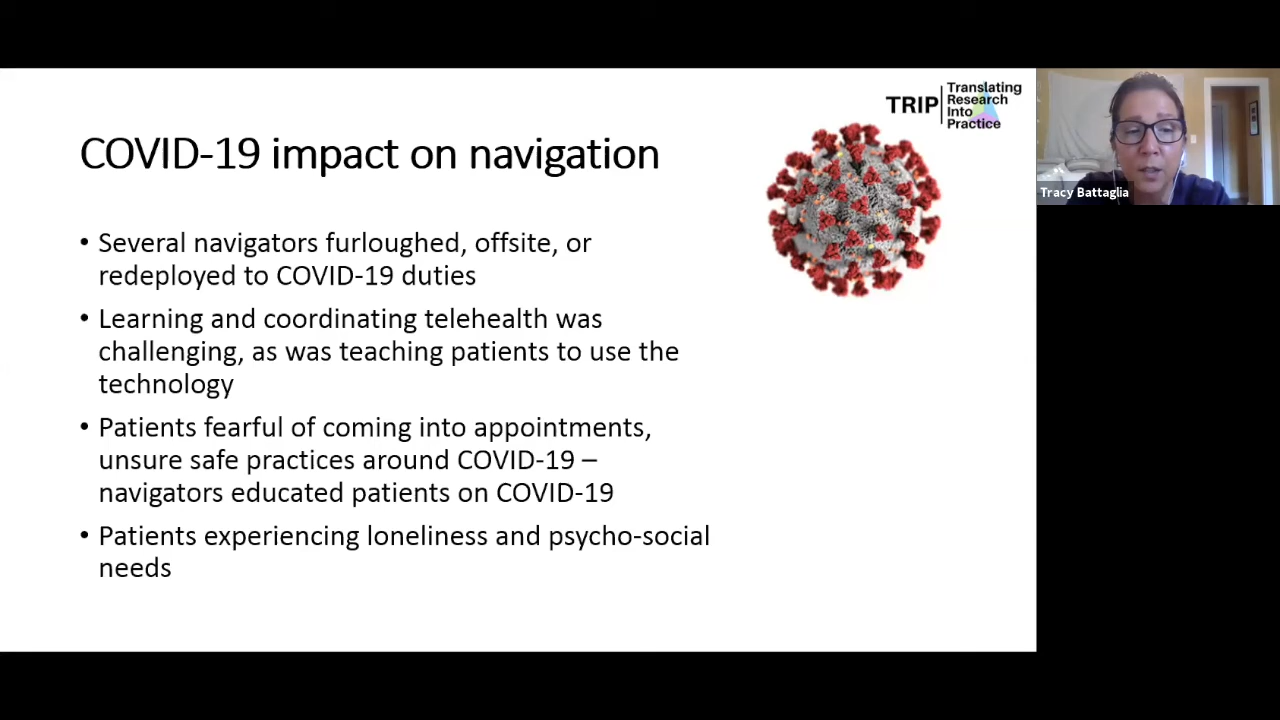 TRIP
Translating
Research
Into
Practice
COVID-19 impact on navigation
• Several navigators furloughed, offsite, or
redeployed to COVID-19 duties
• Learning and coordinating telehealth was
challenging, as was teaching patients to use the
technology
• Patients fearful of coming into appointments,
unsure safe practices around COVID-19 –
navigators educated patients on COVID-19
• Patients experiencing loneliness and psycho-social
needs
Tracy Battaglia